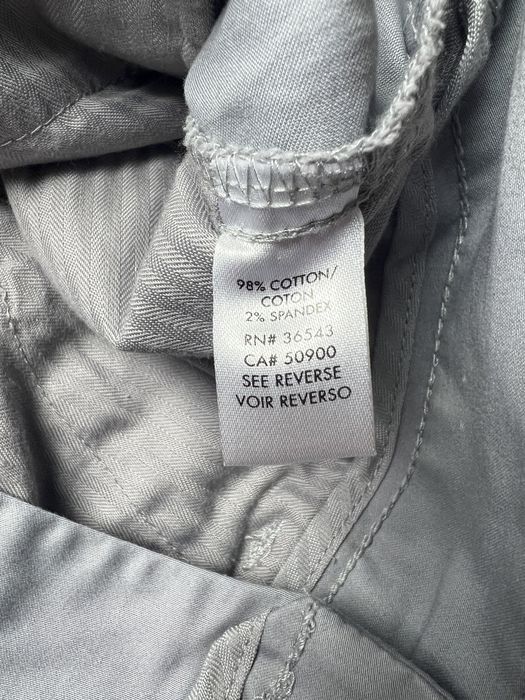 98% COTTON/
COTON
2% SPANDEX
RN# 36543
CA# 50900
SEE REVERSE
VOIR REVERSO